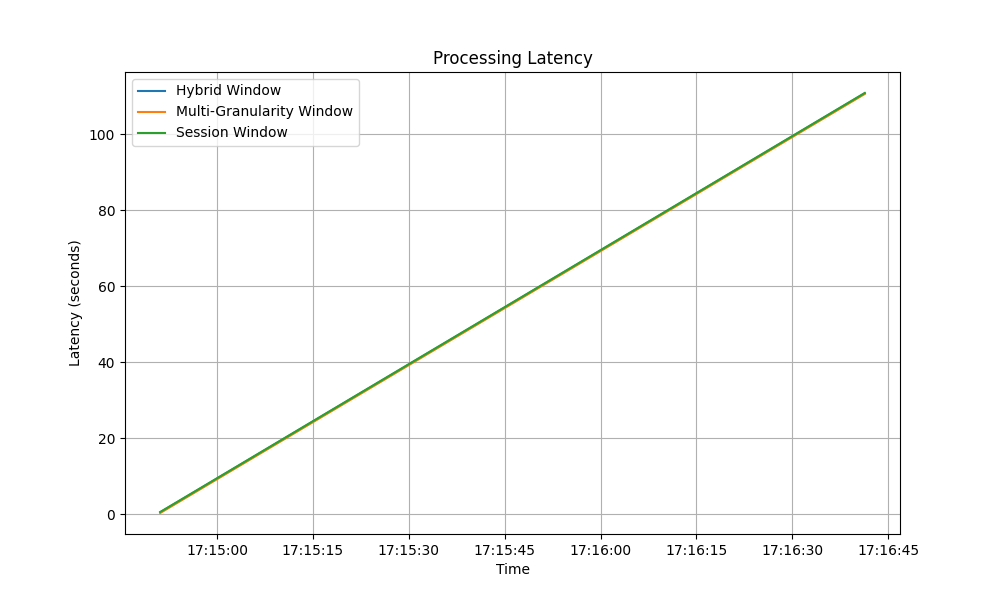 Processing Latency
Hybrid Window
Multi-Granularity Window
Session Window
100
80
60
40
20
0
Latency (seconds)
17:15:00 17:15:15 17:15:30 17:15:45 17:16:00 17:16:15 17:16:30 17:16:45
Time